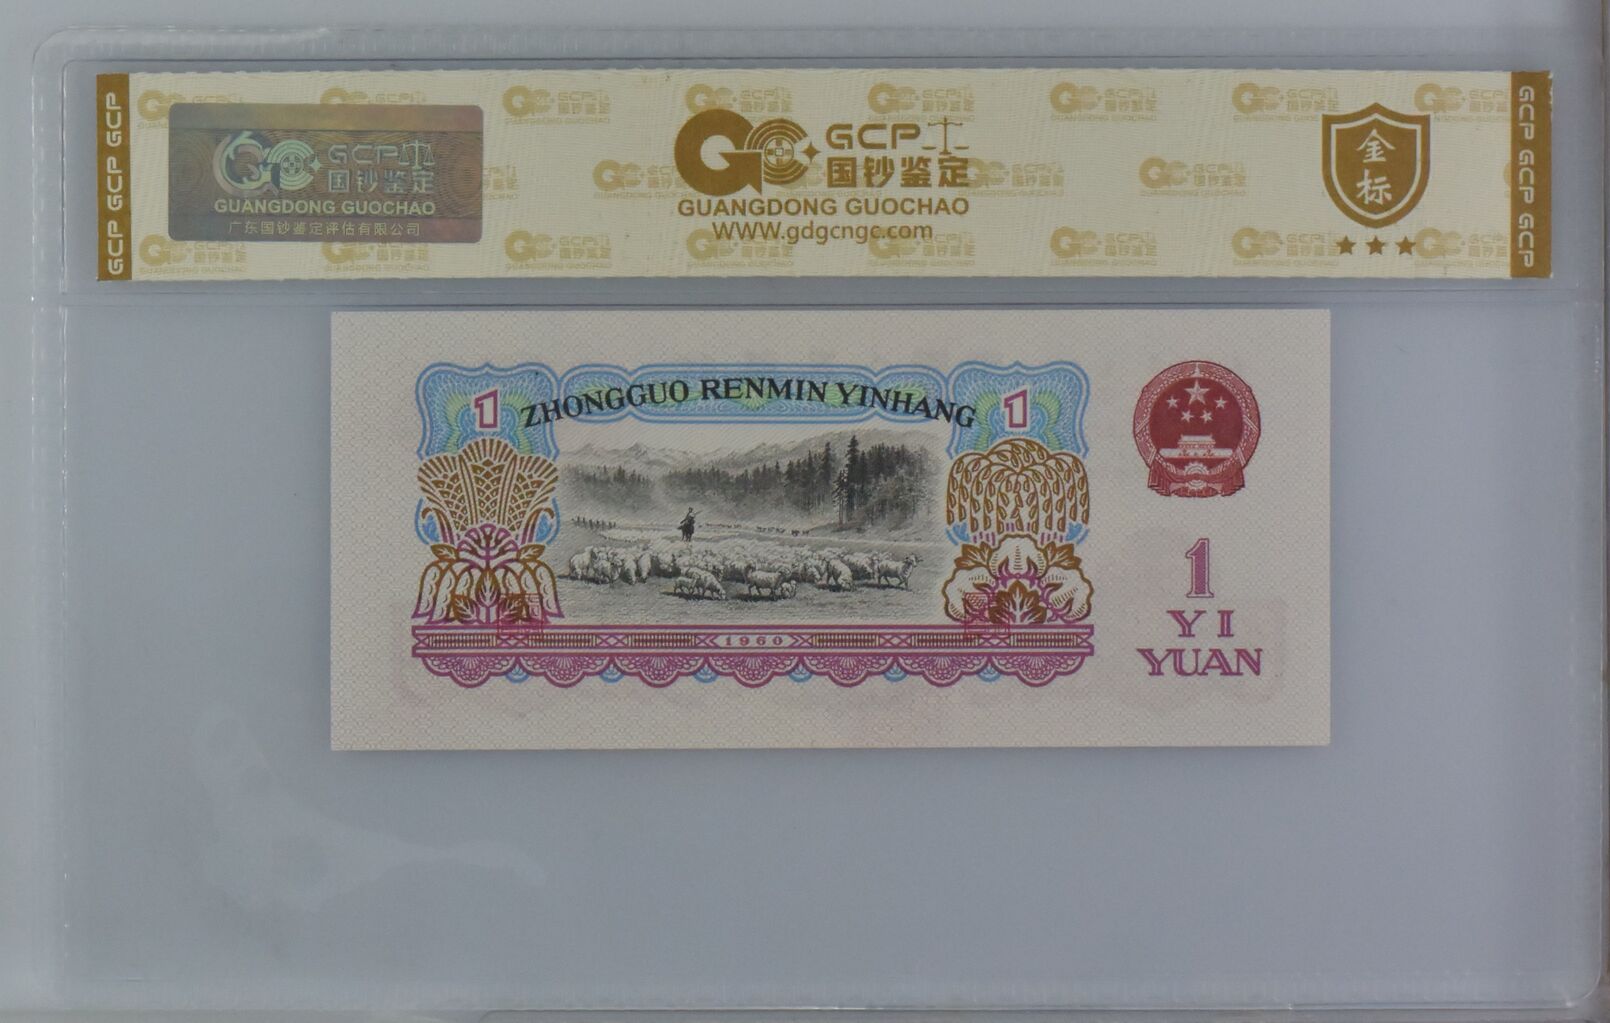 GCP GCP GCP
GCP
国钞鉴定
GUANGDONG GUOCHAO
广东国钞鉴定评估有限公司
GCP
国钞鉴定
GUANGDONG GUOCHAO
WWW.gdgcngc.com
金标
GCP GCP GCP
1 ZHONGGUO RENMIN YINHANG 1
1960
1
YI
YUAN